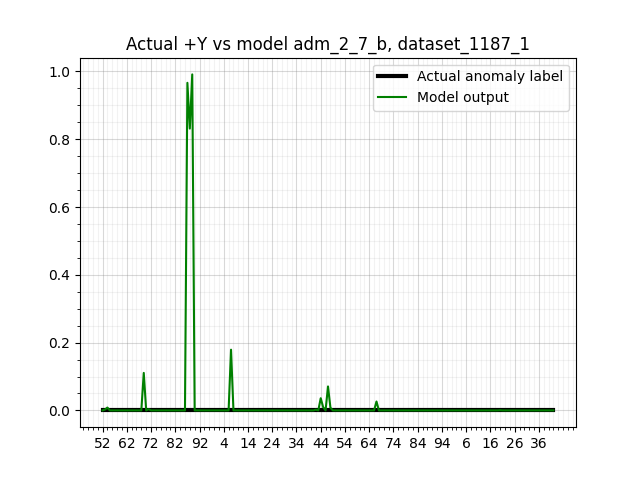 Actual +Y vs model adm_2_7_b, dataset_1187_1
Actual anomaly label
Model output
1.0
0.8
0.6
0.4
0.2
0.0
52 62 72 82 92 4 14 24 34 44 54 64 74 84 94 6 16 26 36